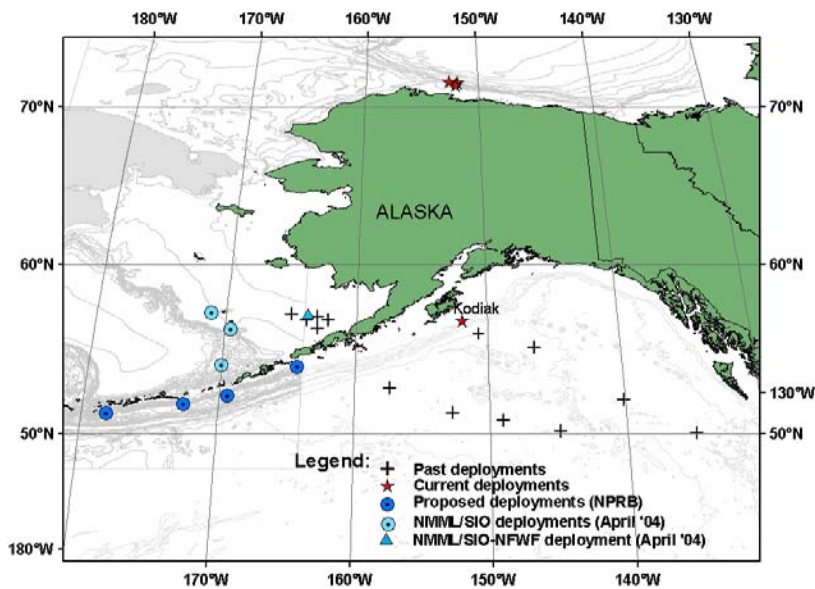 180°W 170°W 160°W 150°W 140°W 130°W
70°N 70°N
ALASKA
60°N 60°N
Kodiak
130°W
50°N 50°N
Legend:
Past deployments
Current deployments
Proposed deployments (NPRB)
NMML/SIO deployments (April '04)
NMML/SIO-NFWF deployment (April '04)
180°W
170°W 160°W 150°W 140°W